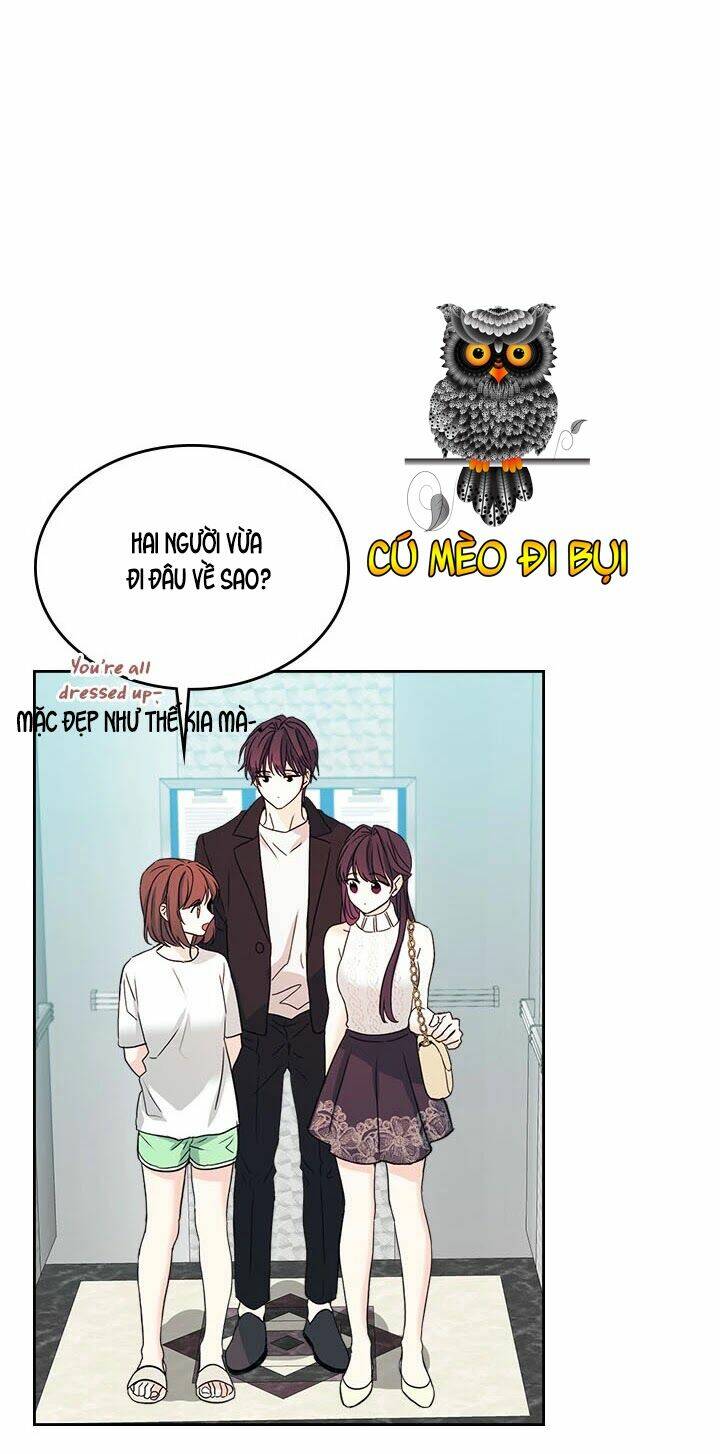 CÚ MÈO ĐI BỤI
HAI NGƯỜI VỪA
ĐI ĐÂU VỀ SAO?
You're all
dressed up-
MẶC ĐẸP NHƯ THẾ KIA MÀ-